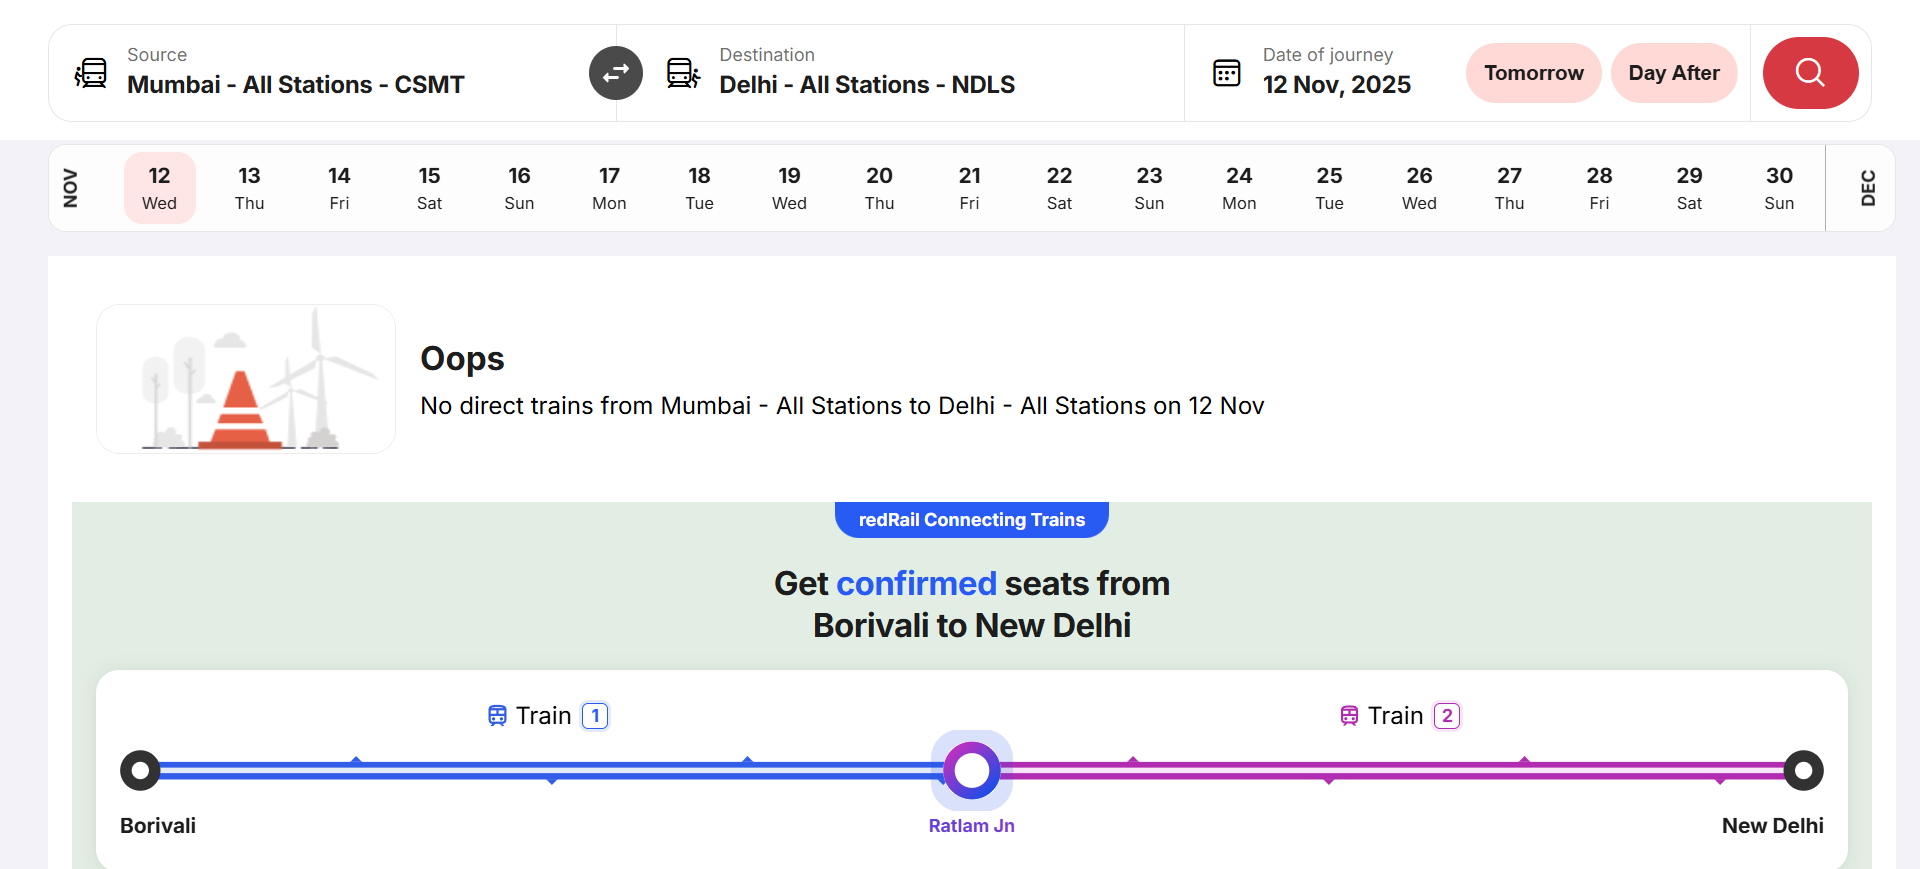 Source
Mumbai - All Stations - CSMT
Destination
Delhi - All Stations - NDLS
Date of journey
12 Nov, 2025
Tomorrow
Day After
NOV
12 13 14 15 16 17 18 19 20 21 22 23 24 25 26 27 28 29 30
Wed Thu Fri Sat Sun Mon Tue Wed Thu Fri Sat Sun Mon Tue Wed Thu Fri Sat Sun
DEC
Oops
No direct trains from Mumbai - All Stations to Delhi - All Stations on 12 Nov
redRail Connecting Trains
Get confirmed seats from
Borivali to New Delhi
Train 1
Train 2
Borivali
Ratlam Jn
New Delhi